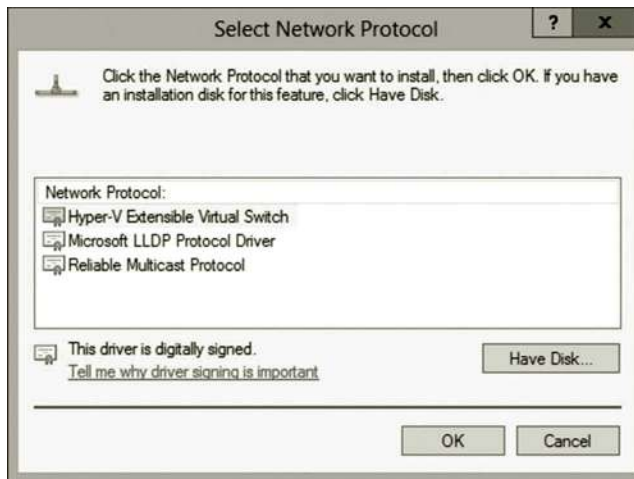 Select Network Protocol
? x
Click the Network Protocol that you want to install, then click OK. If you have
an installation disk for this feature, click Have Disk.
Network Protocol:
Hyper-V Extensible Virtual Switch
Microsoft LLDP Protocol Driver
Reliable Multicast Protocol
This driver is digitally signed.
Have Disk...
Tell me why driver signing is important
OK
Cancel